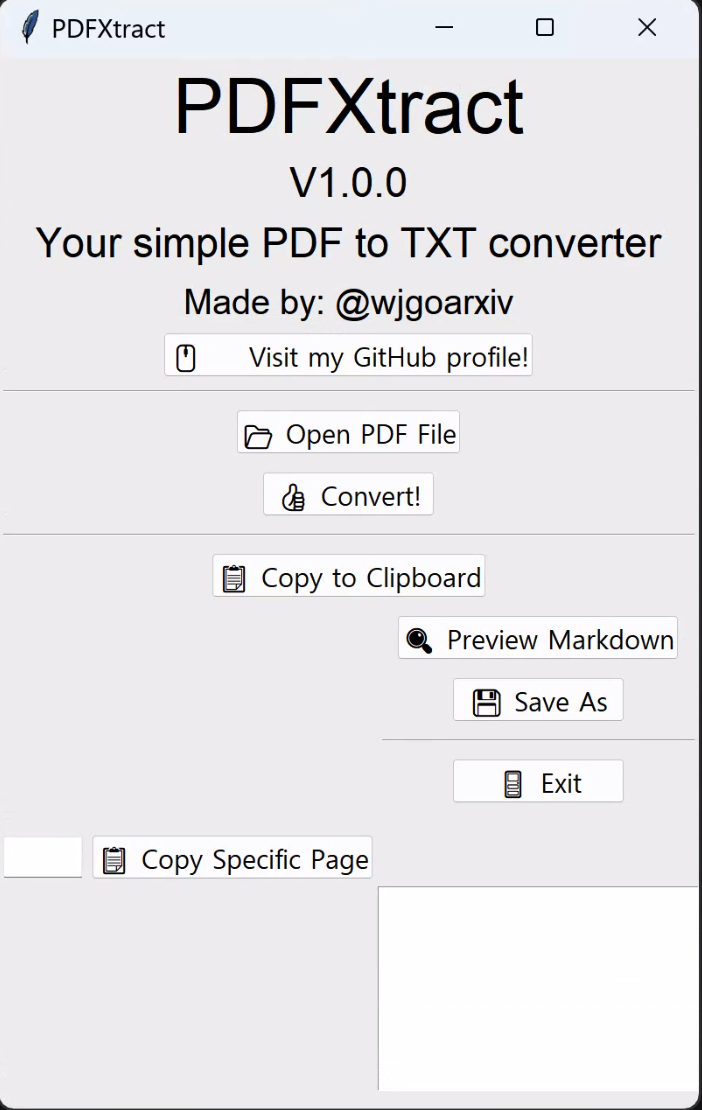 PDFXtract
PDFXtract
V1.0.0
Your simple PDF to TXT converter
Made by: @wjgoarxiv
Visit my GitHub profile!
Open PDF File
Convert!
Copy to Clipboard
Preview Markdown
Save As
Exit
Copy Specific Page